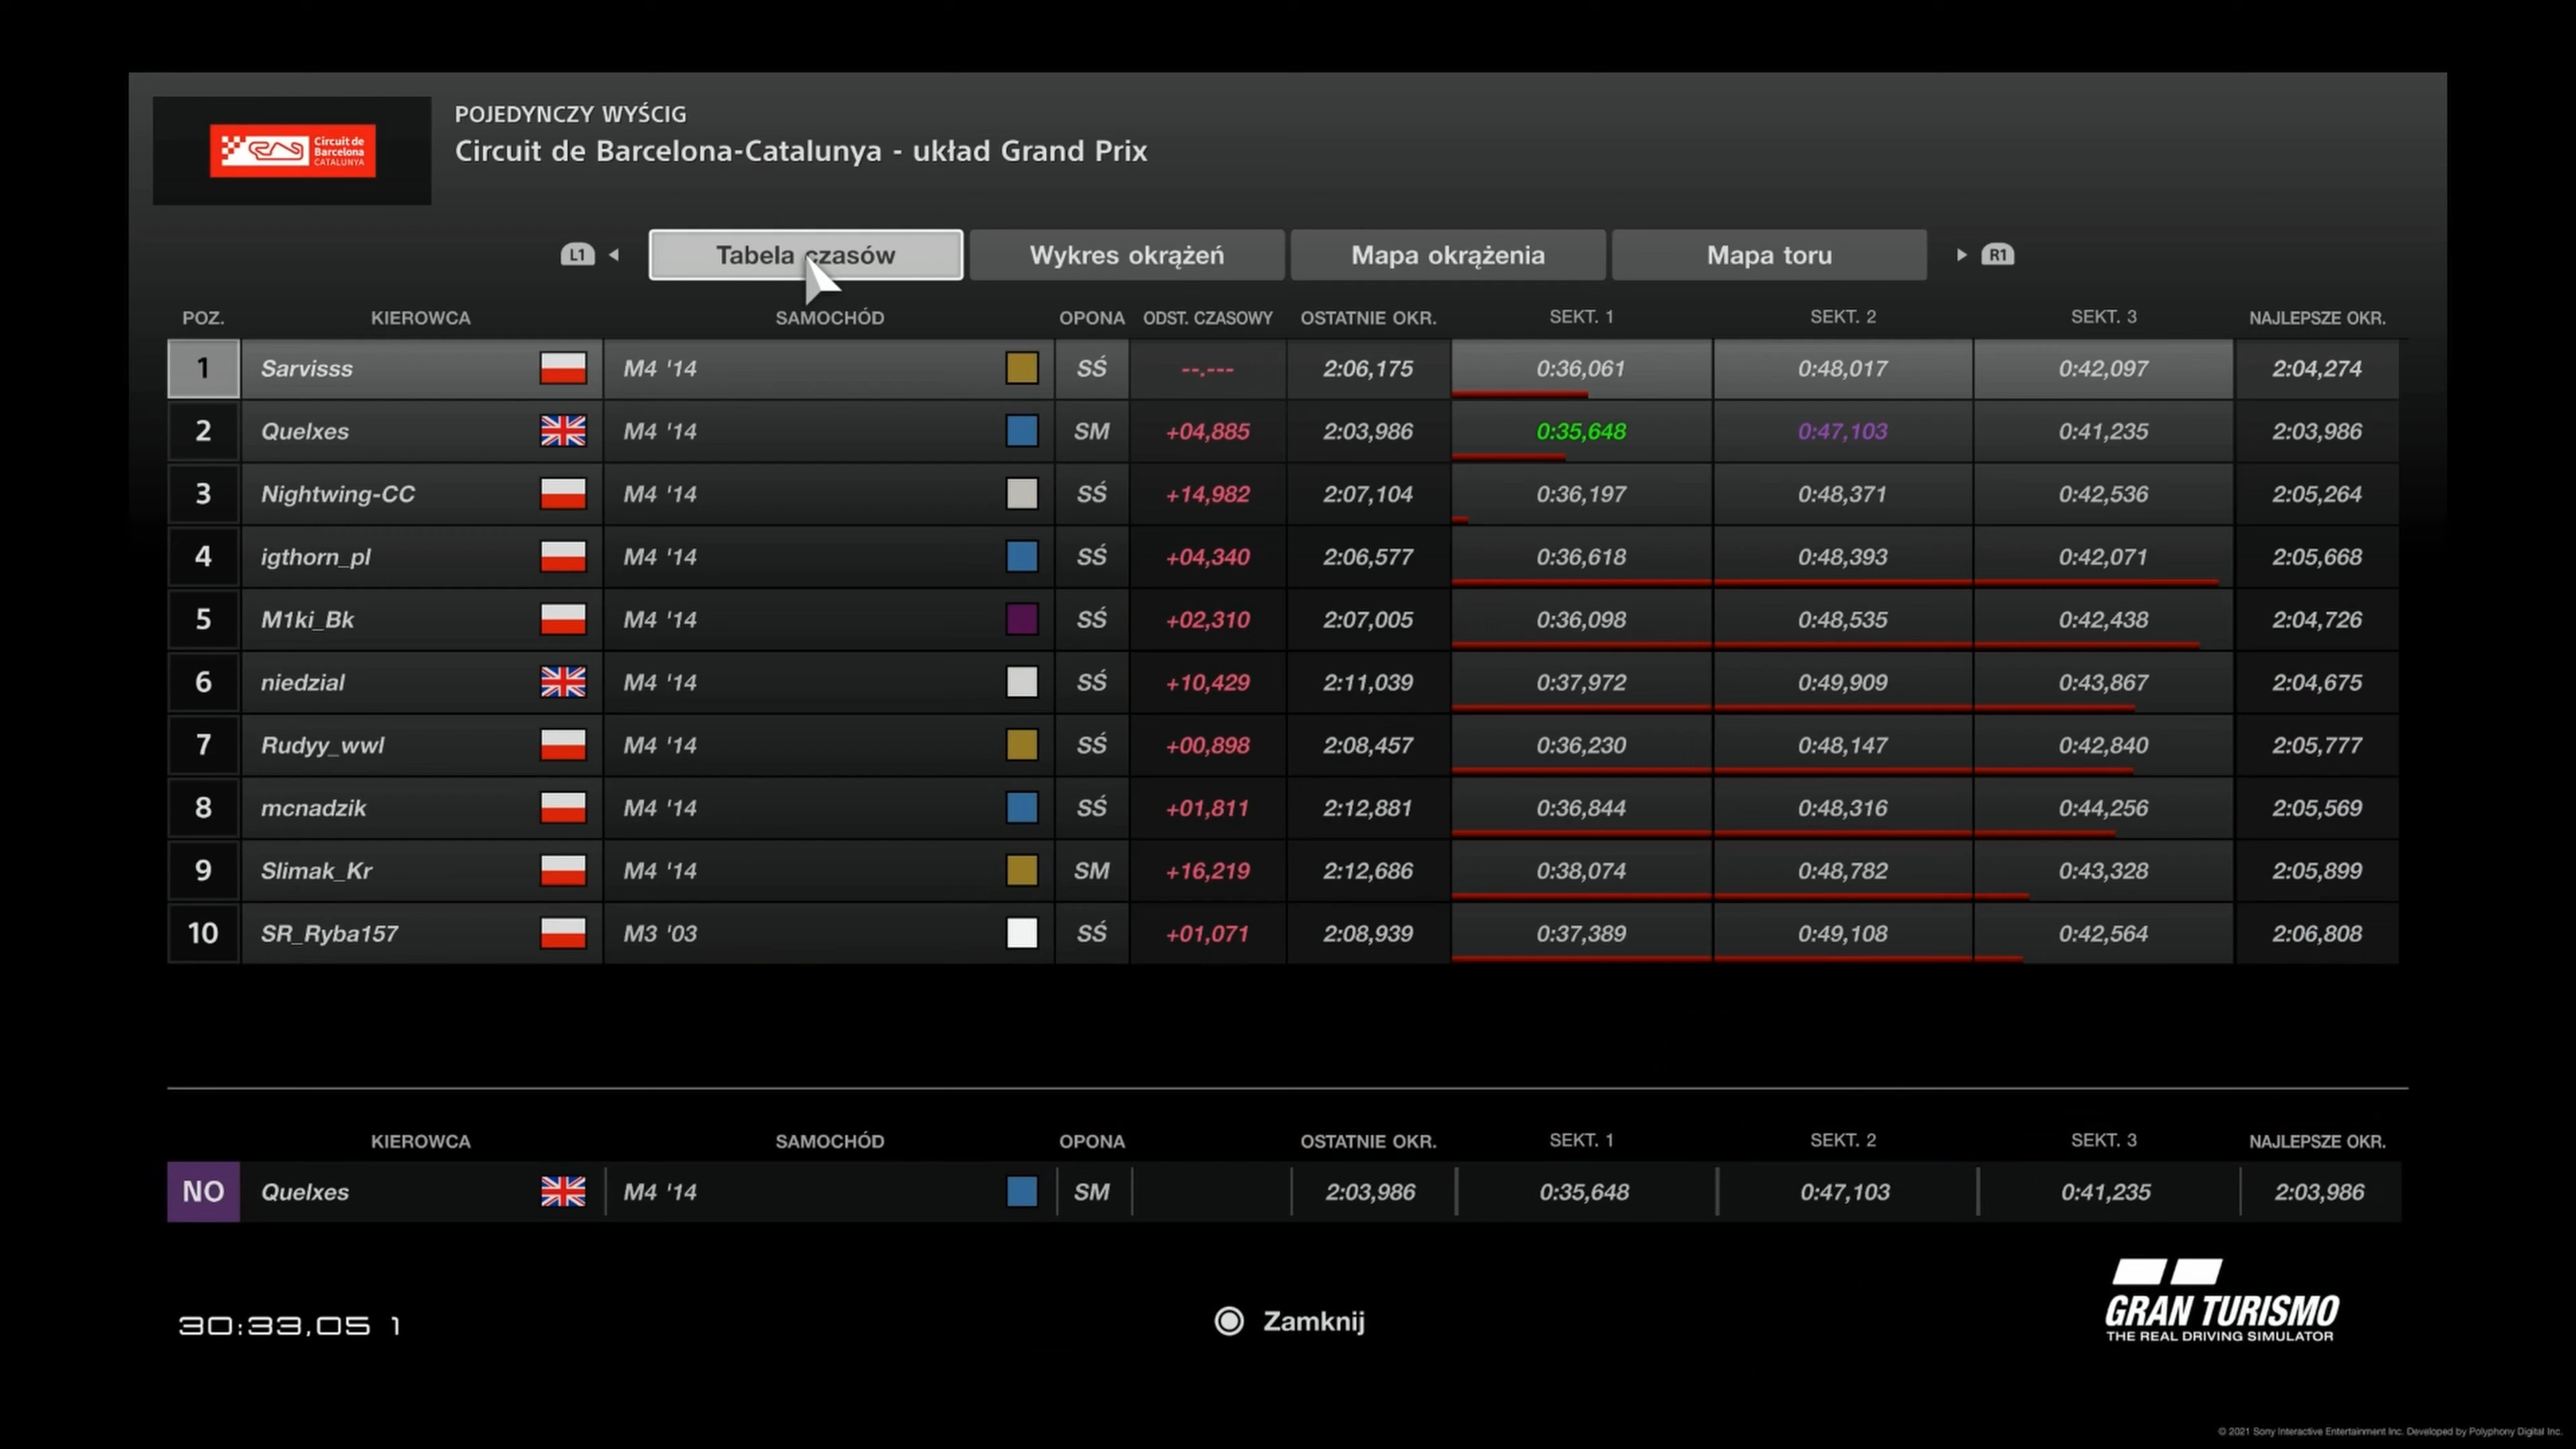 POJEDYNCZY WYŚCIG
Circuit de Barcelona-Catalunya - układ Grand Prix
Circuit de
Barcelona
CATALUNYA
L1 Tabela czasów Wykres okrążeń Mapa okrążenia Mapa toru R1
POZ. KIEROWCA SAMOCHÓD OPONA ODST. CZASOWY OSTATNIE OKR. SEKT. 1 SEKT. 2 SEKT. 3 NAJLEPSZE OKR.
1 Sarvisss M4 '14 SŚ --.--- 2:06,175 0:36,061 0:48,017 0:42,097 2:04,274
2 Quelxes M4 '14 SM +04,885 2:03,986 0:35,648 0:47,103 0:41,235 2:03,986
3 Nightwing-CC M4 '14 SŚ +14,982 2:07,104 0:36,197 0:48,371 0:42,536 2:05,264
4 igthorn_pl M4 '14 SŚ +04,340 2:06,577 0:36,618 0:48,393 0:42,071 2:05,668
5 M1ki_Bk M4 '14 SŚ +02,310 2:07,005 0:36,098 0:48,535 0:42,438 2:04,726
6 niedzial M4 '14 SŚ +10,429 2:11,039 0:37,972 0:49,909 0:43,867 2:04,675
7 Rudyy_wwl M4 '14 SŚ +00,898 2:08,457 0:36,230 0:48,147 0:42,840 2:05,777
8 mcnadzik M4 '14 SŚ +01,811 2:12,881 0:36,844 0:48,316 0:44,256 2:05,569
9 Slimak_Kr M4 '14 SM +16,219 2:12,686 0:38,074 0:48,782 0:43,328 2:05,899
10 SR_Ryba157 M3 '03 SŚ +01,071 2:08,939 0:37,389 0:49,108 0:42,564 2:06,808
KIEROWCA SAMOCHÓD OPONA OSTATNIE OKR. SEKT. 1 SEKT. 2 SEKT. 3 NAJLEPSZE OKR.
NO Quelxes M4 '14 SM 2:03,986 0:35,648 0:47,103 0:41,235 2:03,986
30:33,05 1
Zamknij
GRAN TURISMO
THE REAL DRIVING SIMULATOR
© 2021 Sony Interactive Entertainment Inc. Developed by Polyphony Digital Inc.